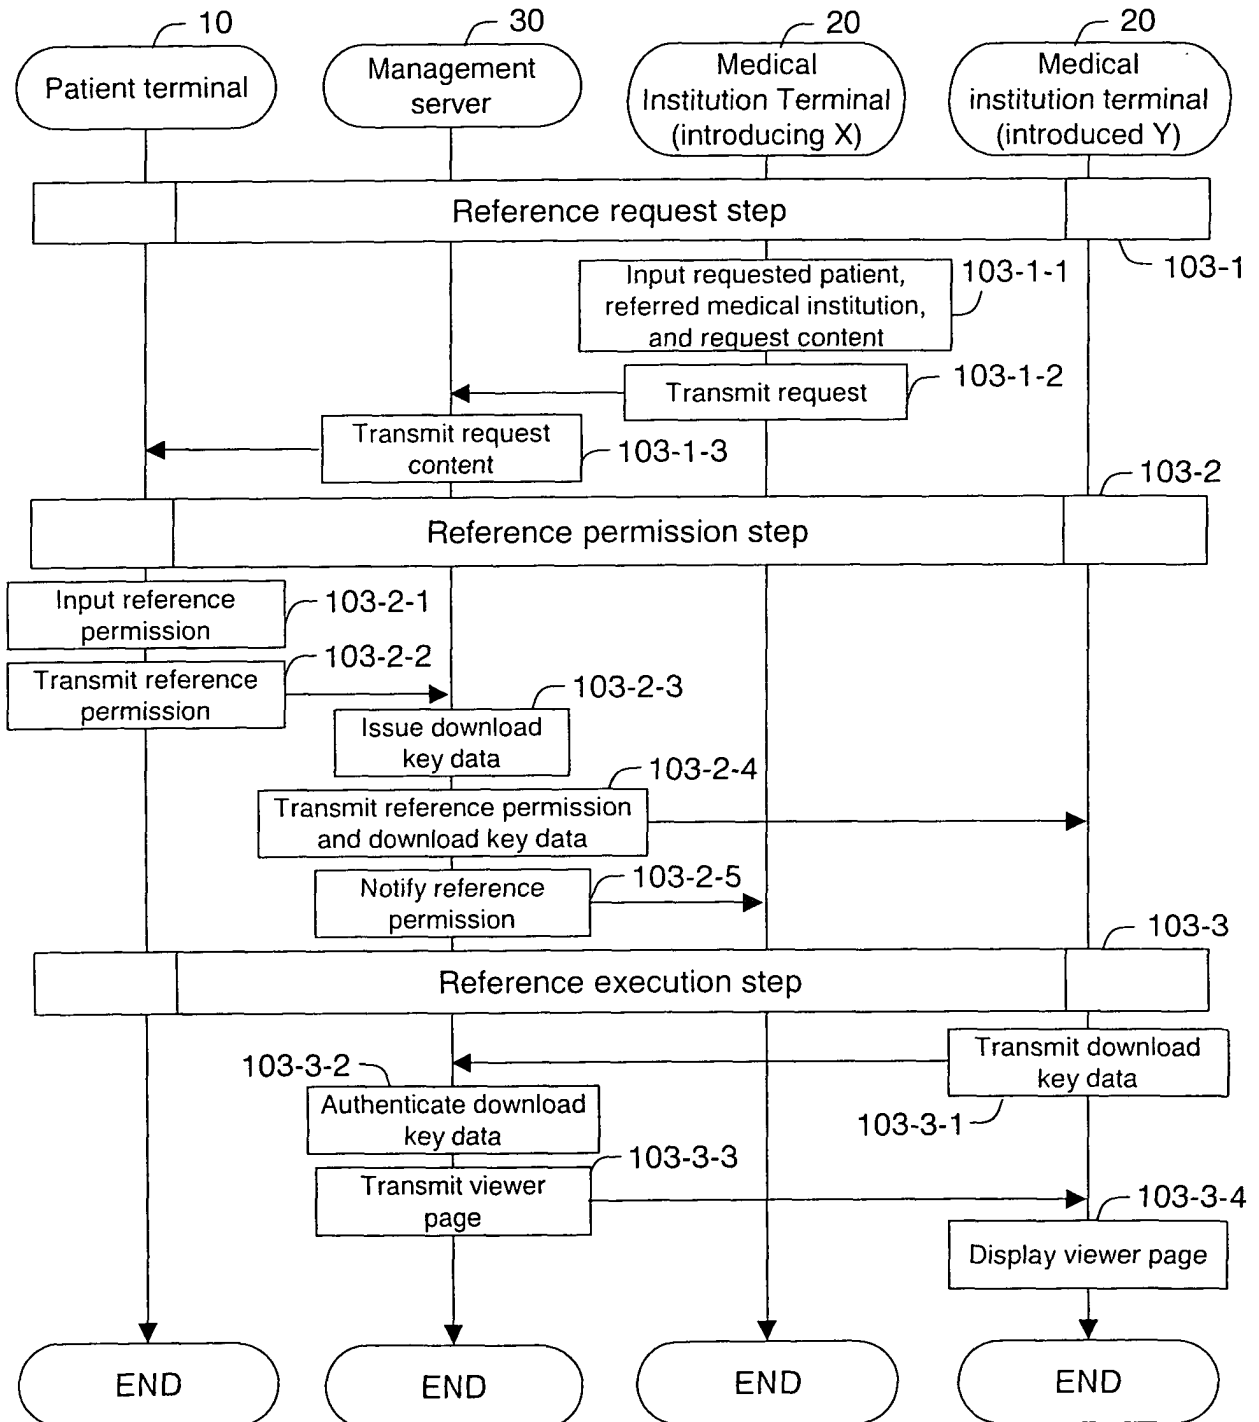 10
30
20
20
Patient terminal
Management
server
Medical
Institution Terminal
(introducing X)
Medical
institution terminal
(introduced Y)
Reference request step
103-1
Input requested patient,
referred medical institution,
and request content
103-1-1
Transmit request
103-1-2
Transmit request
content
103-1-3
103-2
Reference permission step
Input reference
permission
103-2-1
Transmit reference
permission
103-2-2
Issue download
key data
103-2-3
Transmit reference permission
and download key data
103-2-4
Notify reference
permission
103-2-5
103-3
Reference execution step
Transmit download
key data
103-3-1
103-3-2
Authenticate download
key data
103-3-3
Transmit viewer
page
103-3-4
Display viewer page
END
END
END
END